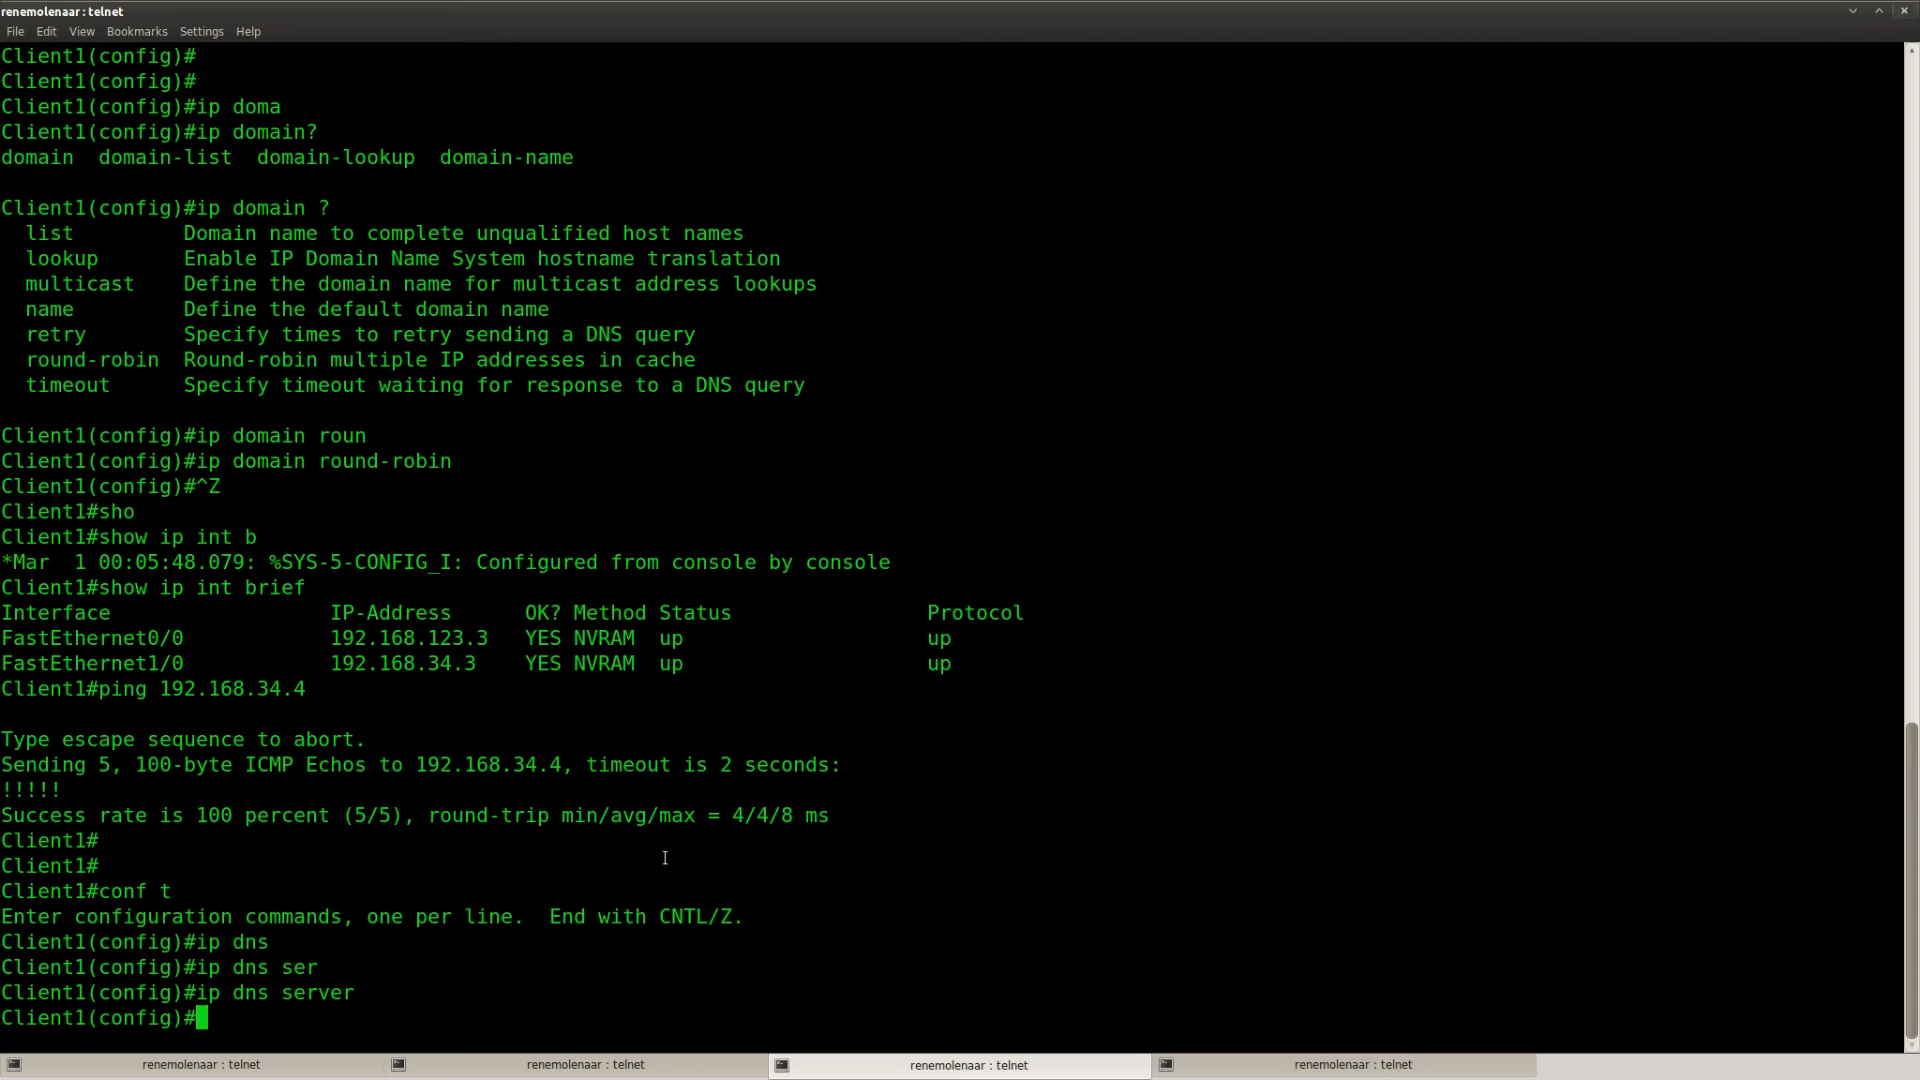 renemolenaar : telnet
File Edit View Bookmarks Settings Help
Client1(config)#
Client1(config)#
Client1(config)#ip doma
Client1(config)#ip domain?
domain  domain-list  domain-lookup  domain-name
Client1(config)#ip domain ?
  list         Domain name to complete unqualified host names
  lookup       Enable IP Domain Name System hostname translation
  multicast    Define the domain name for multicast address lookups
  name         Define the default domain name
  retry        Specify times to retry sending a DNS query
  round-robin  Round-robin multiple IP addresses in cache
  timeout      Specify timeout waiting for response to a DNS query
Client1(config)#ip domain roun
Client1(config)#ip domain round-robin
Client1(config)#^Z
Client1#sho
Client1#show ip int b
*Mar  1 00:05:48.079: %SYS-5-CONFIG_I: Configured from console by console
Client1#show ip int brief
Interface                  IP-Address      OK? Method Status                Protocol
FastEthernet0/0            192.168.123.3   YES NVRAM  up                    up
FastEthernet1/0            192.168.34.3    YES NVRAM  up                    up
Client1#ping 192.168.34.4
Type escape sequence to abort.
Sending 5, 100-byte ICMP Echos to 192.168.34.4, timeout is 2 seconds:
!!!!!
Success rate is 100 percent (5/5), round-trip min/avg/max = 4/4/8 ms
Client1#
Client1#
Client1#conf t
Enter configuration commands, one per line.  End with CNTL/Z.
Client1(config)#ip dns
Client1(config)#ip dns ser
Client1(config)#ip dns server
Client1(config)#
renemolenaar : telnet renemolenaar : telnet renemolenaar : telnet renemolenaar : telnet